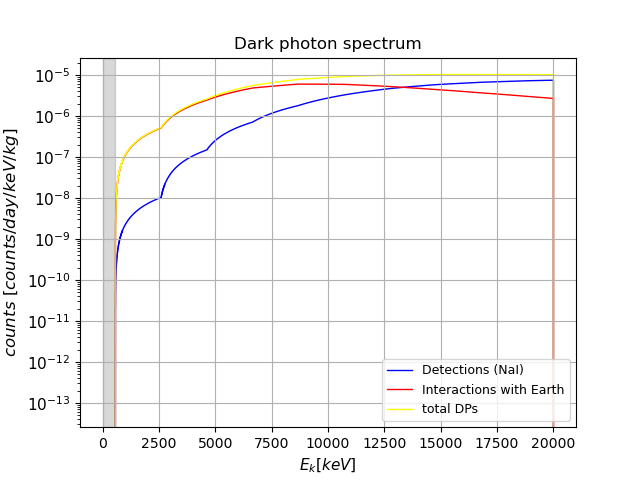 Dark photon spectrum
counts [counts/day/keV/kg]
10⁻⁵
10⁻⁶
10⁻⁷
10⁻⁸
10⁻⁹
10⁻¹⁰
10⁻¹¹
10⁻¹²
10⁻¹³
Detections (NaI)
Interactions with Earth
total DPs
0 2500 5000 7500 10000 12500 15000 17500 20000
Eₖ[keV]